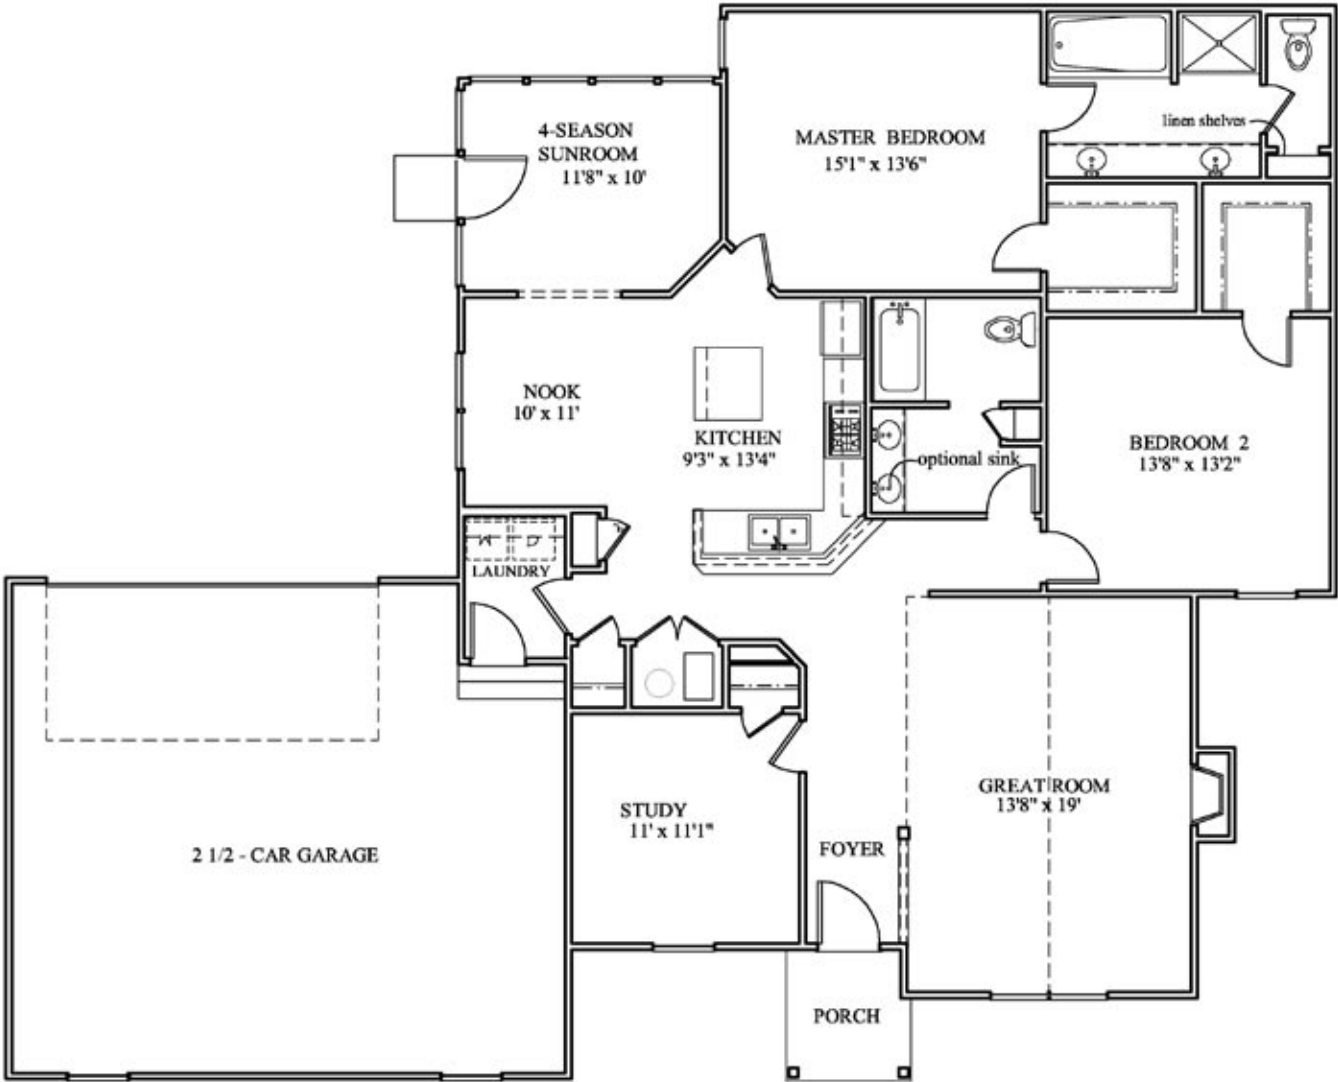 4-SEASON
SUNROOM
11'8" x 10'
MASTER BEDROOM
15'1" x 13'6"
linen shelves
NOOK
10' x 11'
KITCHEN
9'3" x 13'4"
optional sink
BEDROOM 2
13'8" x 13'2"
W D
LAUNDRY
2 1/2 - CAR GARAGE
STUDY
11' x 11'1"
FOYER
GREAT ROOM
13'8" x 19'
PORCH